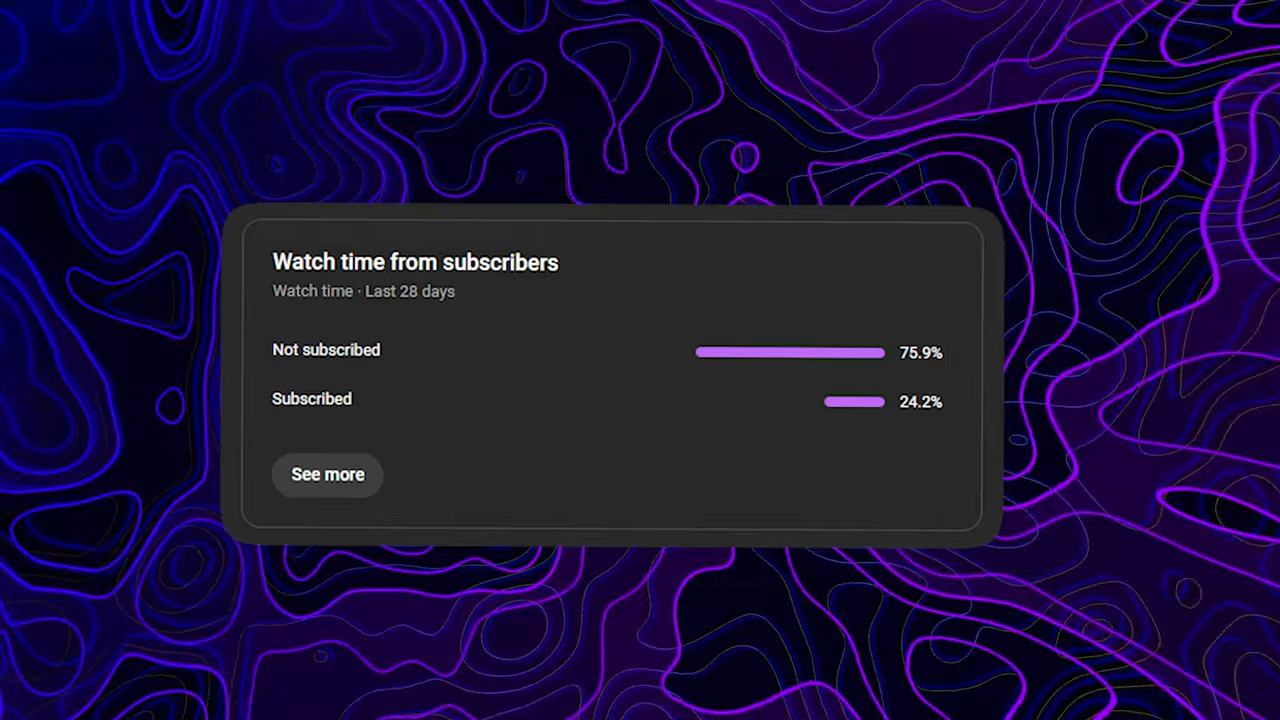 Watch time from subscribers
Watch time · Last 28 days
Not subscribed 75.9%
Subscribed 24.2%
See more